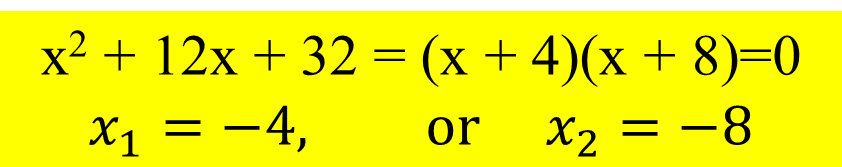 x² + 12x + 32 = (x + 4)(x + 8)=0
x₁ = −4, or x₂ = −8